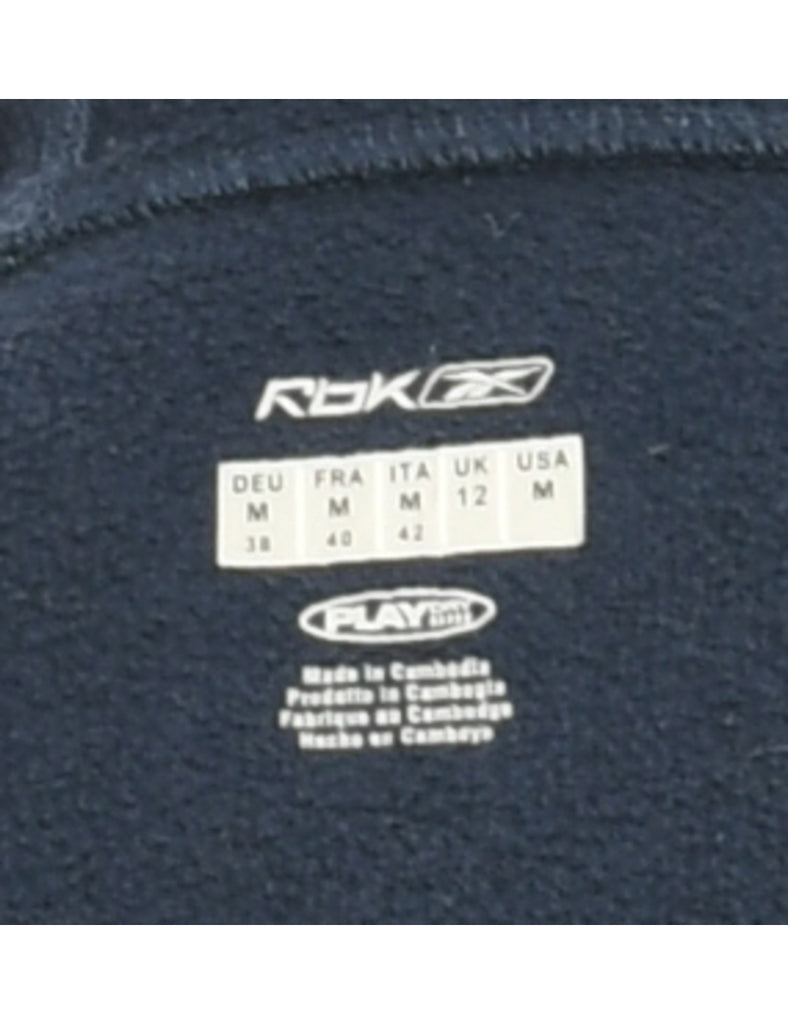 RbK
DEU FRA ITA UK USA
M M M 12 M
38 40 42
PLAYDRY
Made in Cambodia
Prodotto in Cambogia
Fabrique au Cambodge
Hecho en Camboya